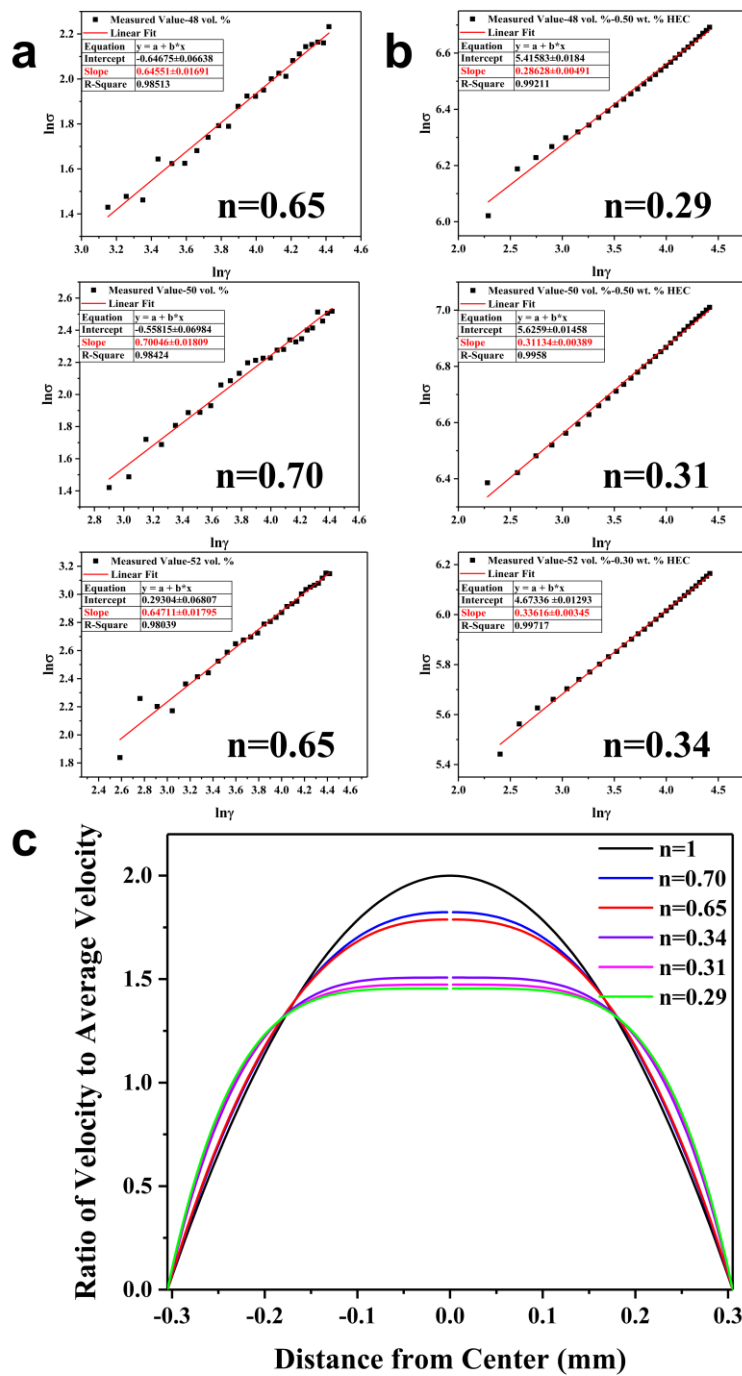 a
Measured Value-48 vol. %
Linear Fit
Equation y = a + b*x
Intercept -0.64675±0.06638
Slope 0.64551±0.01691
R-Square 0.98513
2.2
2.0
1.8
1.6
1.4
lnσ
n=0.65
3.0 3.2 3.4 3.6 3.8 4.0 4.2 4.4 4.6
lnγ
b
Measured Value-48 vol. %-0.50 wt. % HEC
Linear Fit
Equation y = a + b*x
Intercept 5.41583±0.0184
Slope 0.28628±0.00491
R-Square 0.99211
6.6
6.4
6.2
6.0
lnσ
n=0.29
2.0 2.5 3.0 3.5 4.0 4.5
lnγ
Measured Value-50 vol. %
Linear Fit
Equation y = a + b*x
Intercept -0.55815±0.06984
Slope 0.70046±0.01809
R-Square 0.98424
2.6
2.4
2.2
2.0
1.8
1.6
1.4
lnσ
n=0.70
2.8 3.0 3.2 3.4 3.6 3.8 4.0 4.2 4.4 4.6
lnγ
Measured Value-50 vol. %-0.50 wt. % HEC
Linear Fit
Equation y = a + b*x
Intercept 5.6259±0.01458
Slope 0.31134±0.00389
R-Square 0.9958
7.0
6.8
6.6
6.4
lnσ
n=0.31
2.0 2.5 3.0 3.5 4.0 4.5
lnγ
Measured Value-52 vol.%
Linear Fit
Equation y = a + b*x
Intercept 0.29304±0.06807
Slope 0.64711±0.01795
R-Square 0.98039
3.2
3.0
2.8
2.6
2.4
2.2
2.0
1.8
lnσ
n=0.65
2.4 2.6 2.8 3.0 3.2 3.4 3.6 3.8 4.0 4.2 4.4 4.6
lnγ
Measured Value-52 vol. %-0.30 wt. % HEC
Linear Fit
Equation y = a + b*x
Intercept 4.67336 ±0.01293
Slope 0.33616±0.00345
R-Square 0.99717
6.2
6.0
5.8
5.6
5.4
lnσ
n=0.34
2.0 2.5 3.0 3.5 4.0 4.5
lnγ
c
Ratio of Velocity to Average Velocity
2.0
1.5
1.0
0.5
0.0
n=1
n=0.70
n=0.65
n=0.34
n=0.31
n=0.29
-0.3 -0.2 -0.1 0.0 0.1 0.2 0.3
Distance from Center (mm)